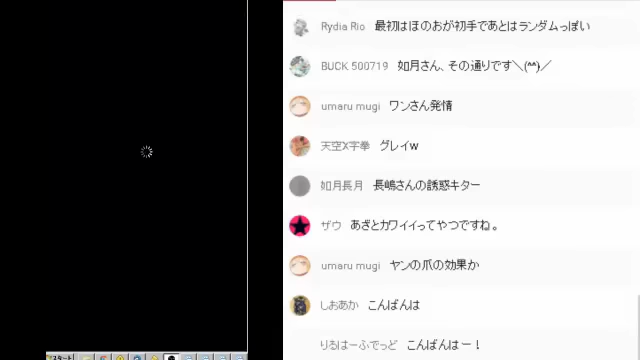 Rydia Rio 最初はほのおが初手であとはランダムっぽい
BUCK 500719 如月さん、その通りです＼(^^)／
umaru mugi ワンさん発情
天空X字拳 グレイw
如月長月 長嶋さんの誘惑キター
ザウ あざとカワイイってやつですね。
umaru mugi ヤンの爪の効果か
しおあか こんばんは
りるはーふでっど こんばんはー！
スタート